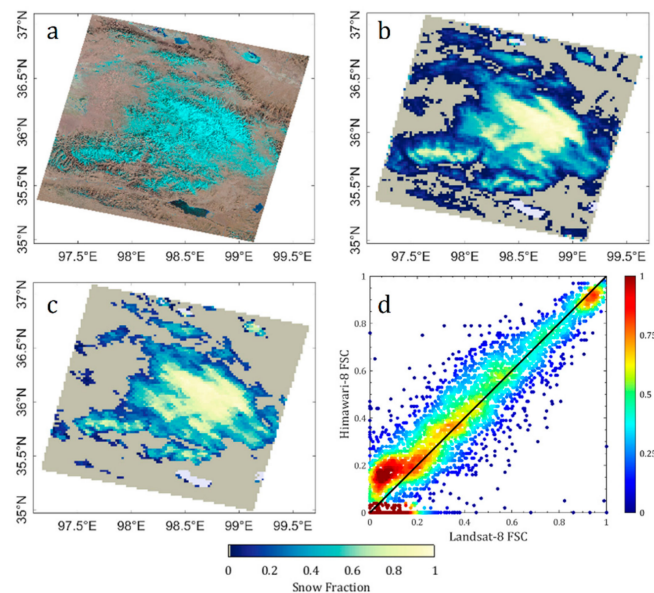 a
37°N
36.5°N
36°N
35.5°N
35°N
97.5°E 98°E 98.5°E 99°E 99.5°E
b
37°N
36.5°N
36°N
35.5°N
35°N
97.5°E 98°E 98.5°E 99°E 99.5°E
c
37°N
36.5°N
36°N
35.5°N
35°N
97.5°E 98°E 98.5°E 99°E 99.5°E
d
Himawari-8 FSC
1
0.8
0.6
0.4
0.2
0
0 0.2 0.4 0.6 0.8 1
Landsat-8 FSC
1
0.75
0.5
0.25
0
0 0.2 0.4 0.6 0.8 1
Snow Fraction